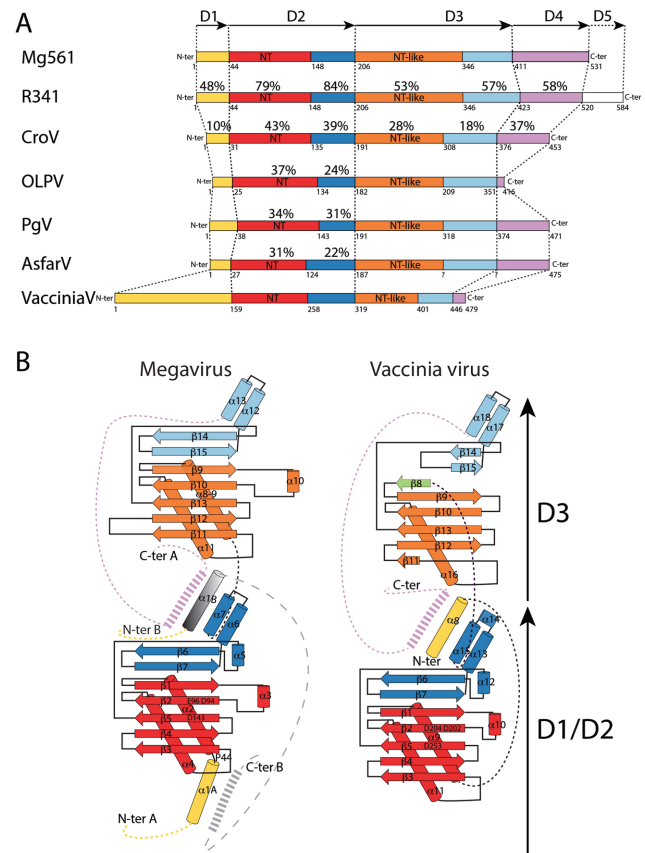 A
D1 D2 D3 D4 D5
Mg561 N-ter NT NT-like C-ter
1 44 148 206 346 411 531
48% 79% 84% 53% 57% 58%
R341 N-ter NT NT-like C-ter
1 44 148 206 346 423 520 584
10% 43% 39% 28% 18% 37%
CroV N-ter NT NT-like C-ter
1 31 135 191 308 376 453
37% 24%
OLPV N-ter NT NT-like C-ter
1 25 134 182 209 351 416
34% 31%
PgV N-ter NT NT-like C-ter
1 38 143 191 318 374 471
31% 22%
AsfarV N-ter NT NT-like C-ter
1 27 124 187 ? ? 475
VacciniaV N-ter NT NT-like C-ter
1 159 258 319 401 446 479
B
Megavirus Vaccinia virus
α13
α12
β14
β15
β9
β10
α10
α8-9
β13
β12
β11
α11
C-ter A
α1B
α7
α6
N-ter B
β6
α5
β7
β1
α3
β2 E96 D94
α2
β5 D143
β4
β3
P44
α4
C-ter B
α1A
N-ter A
α18
α17
β14
β15
β8
β9
β10
β13
β12
β11
α16
C-ter
D3
α8
α14
α15
α13
N-ter
β6
α12
β7
D1/D2
β1
β2 D204 D202
α10
α9
β5 D253
β4
β3
α11